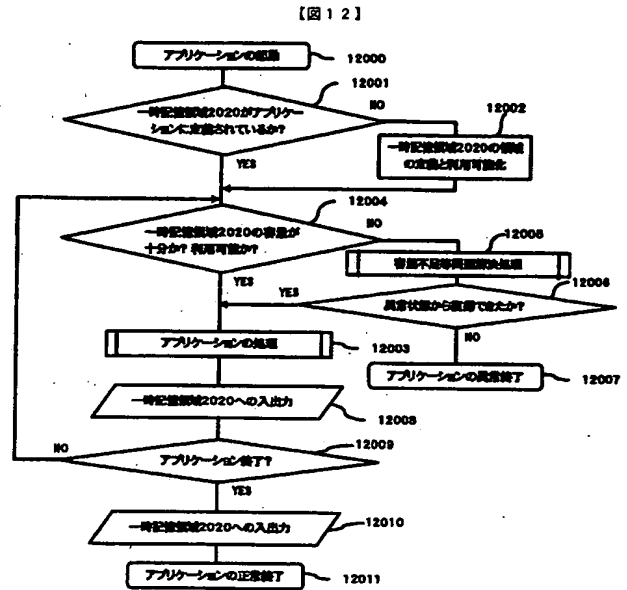 【図12】
アプリケーションの起動
12000
12001
一時記憶領域2020がアプリケー
ションに定義されているか?
NO
12002
一時記憶領域2020の領域
の定義と利用可能化
YES
12004
一時記憶領域2020の容量が
十分か? 利用可能か?
NO
12005
容量不足等問題解決処理
YES
12006
異常状態から復帰できたか?
YES
NO
アプリケーションの処理
12003
アプリケーションの異常終了
12007
一時記憶領域2020への入出力
12008
12009
NO
アプリケーション終了?
YES
一時記憶領域2020への入出力
12010
アプリケーションの正常終了
12011